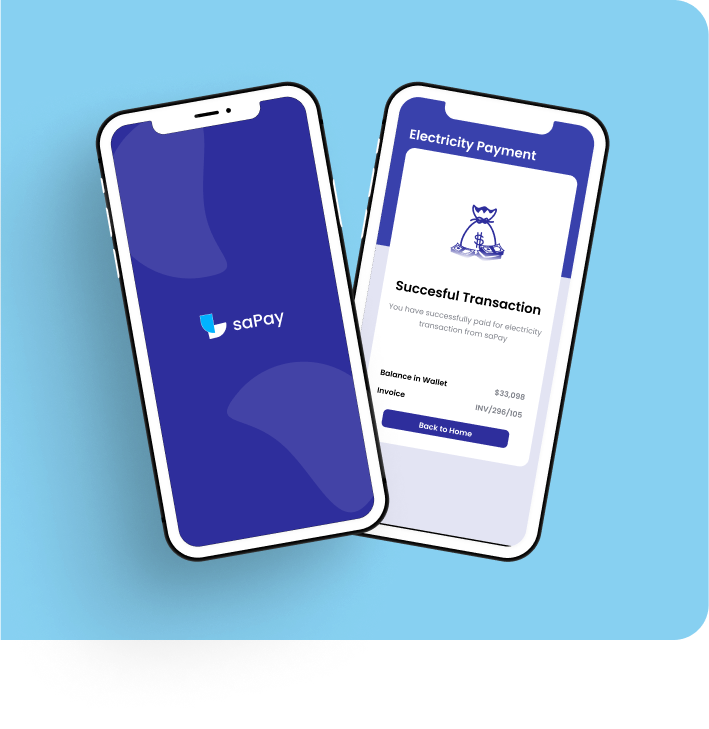 saPay
Electricity Payment
Succesful Transaction
You have successfully paid for electricity
transaction from saPay
Balance in Wallet $33,098
Invoice INV/296/105
Back to Home